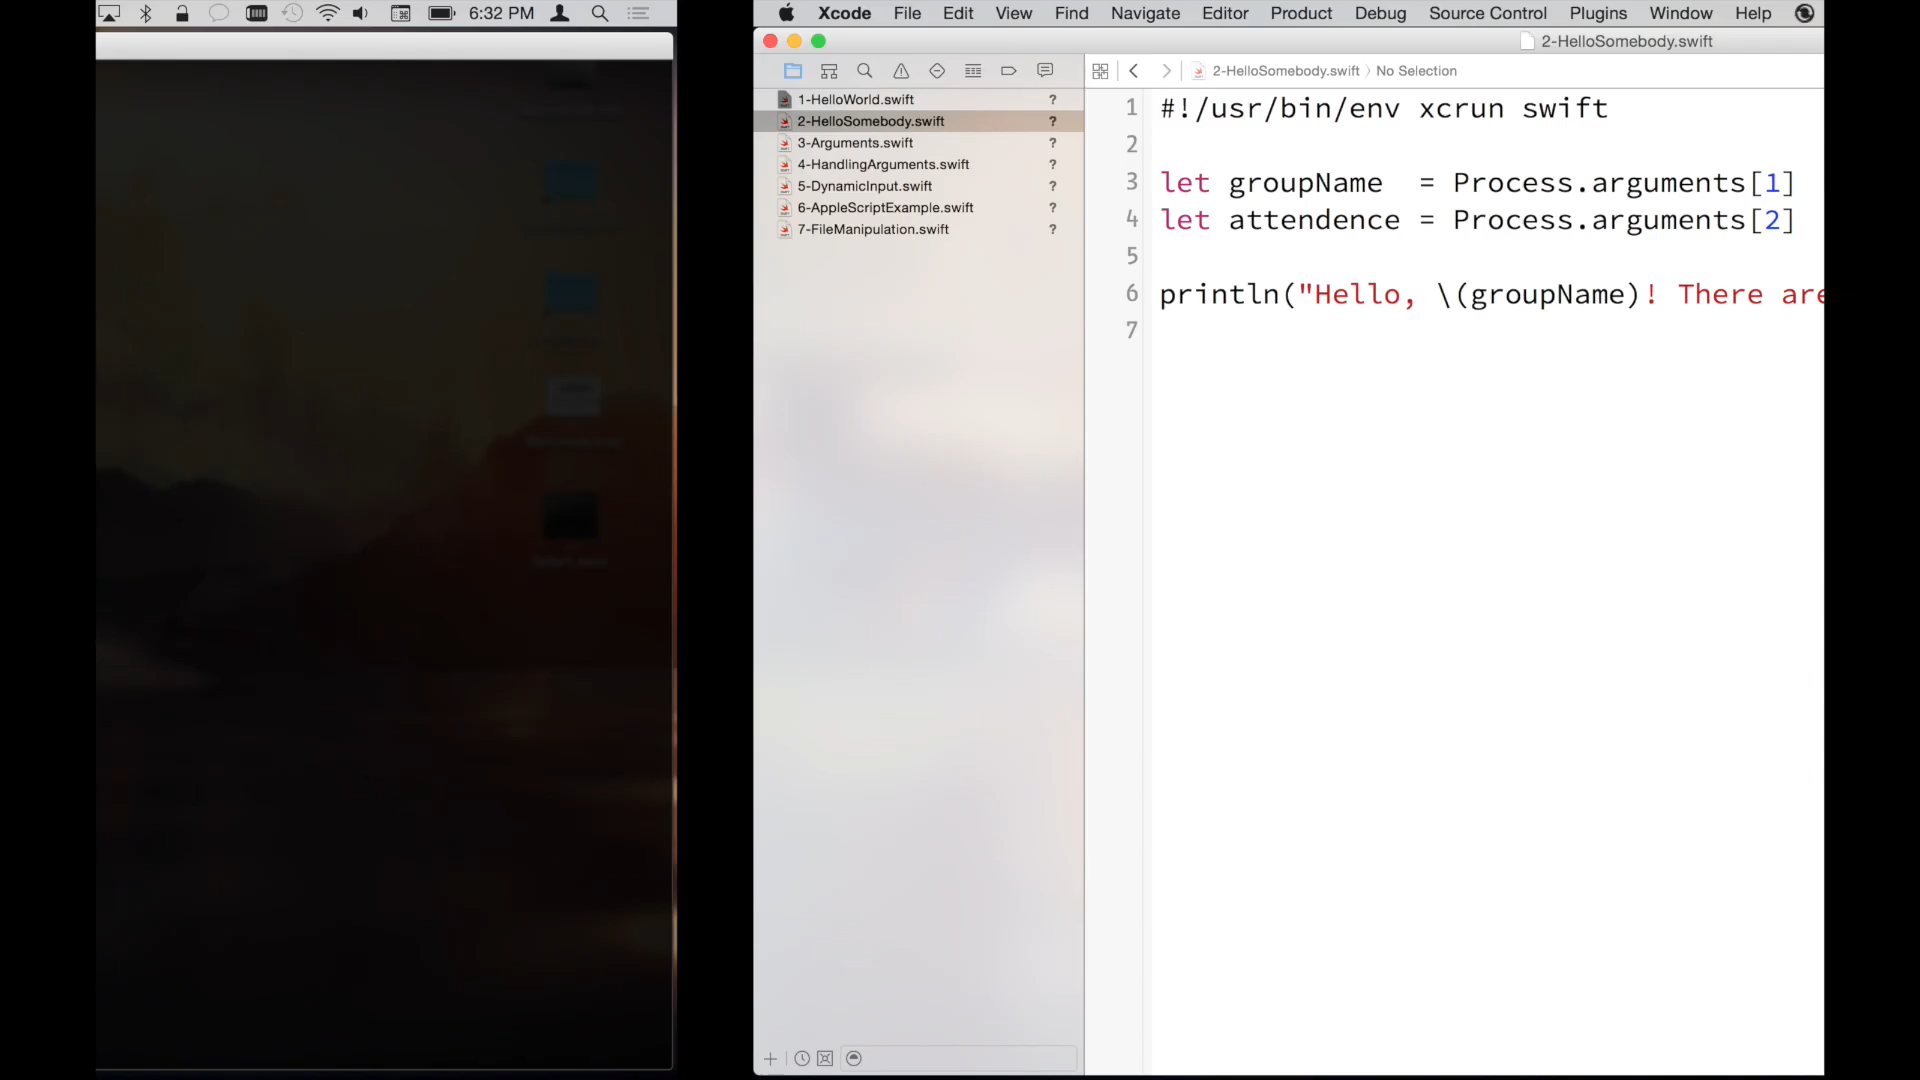 6:32 PM
Xcode File Edit View Find Navigate Editor Product Debug Source Control Plugins Window Help
2-HelloSomebody.swift
2-HelloSomebody.swift 〉 No Selection
1-HelloWorld.swift ?
2-HelloSomebody.swift ?
3-Arguments.swift ?
4-HandlingArguments.swift ?
5-DynamicInput.swift ?
6-AppleScriptExample.swift ?
7-FileManipulation.swift ?
1 #!/usr/bin/env xcrun swift
2
3 let groupName  = Process.arguments[1]
4 let attendence = Process.arguments[2]
5
6 println("Hello, \(groupName)! There are
7